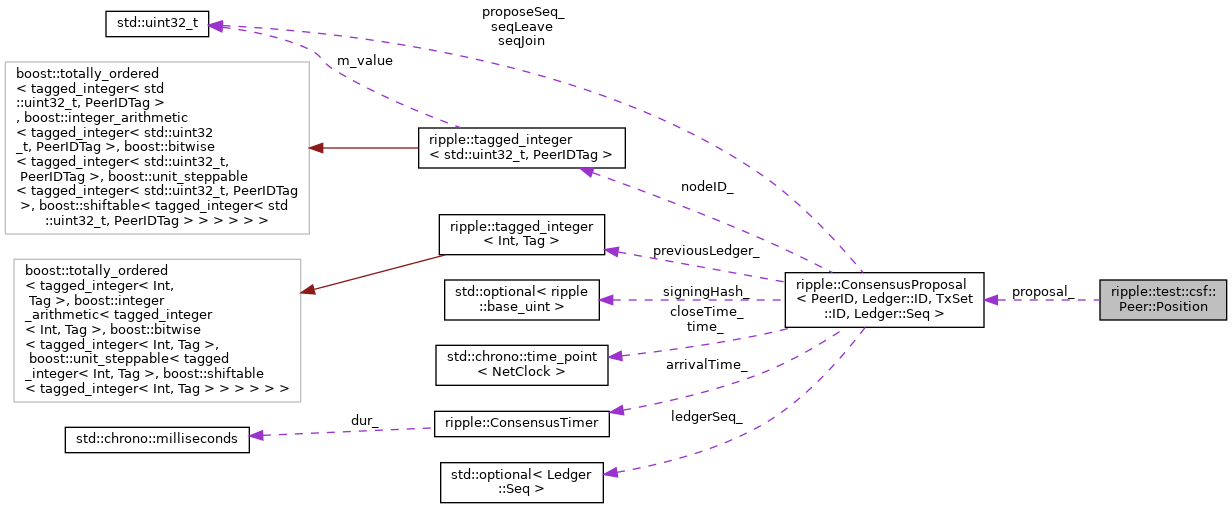 std::uint32_t
proposeSeq_
seqLeave
seqJoin
m_value
boost::totally_ordered
< tagged_integer< std
::uint32_t, PeerIDTag >
, boost::integer_arithmetic
< tagged_integer< std::uint32
_t, PeerIDTag >, boost::bitwise
< tagged_integer< std::uint32_t,
PeerIDTag >, boost::unit_steppable
< tagged_integer< std::uint32_t, PeerIDTag
>, boost::shiftable< tagged_integer< std
::uint32_t, PeerIDTag > > > > > >
ripple::tagged_integer
< std::uint32_t, PeerIDTag >
nodeID_
ripple::tagged_integer
< Int, Tag >
previousLedger_
boost::totally_ordered
< tagged_integer< Int,
Tag >, boost::integer
_arithmetic< tagged_integer
< Int, Tag >, boost::bitwise
< tagged_integer< Int, Tag >,
boost::unit_steppable< tagged
_integer< Int, Tag >, boost::shiftable
< tagged_integer< Int, Tag > > > > > >
std::optional< ripple
::base_uint >
signingHash_
closeTime_
time_
ripple::ConsensusProposal
< PeerID, Ledger::ID, TxSet
::ID, Ledger::Seq >
proposal_
ripple::test::csf::
Peer::Position
std::chrono::time_point
< NetClock >
arrivalTime_
ripple::ConsensusTimer
dur_
std::chrono::milliseconds
ledgerSeq_
std::optional< Ledger
::Seq >